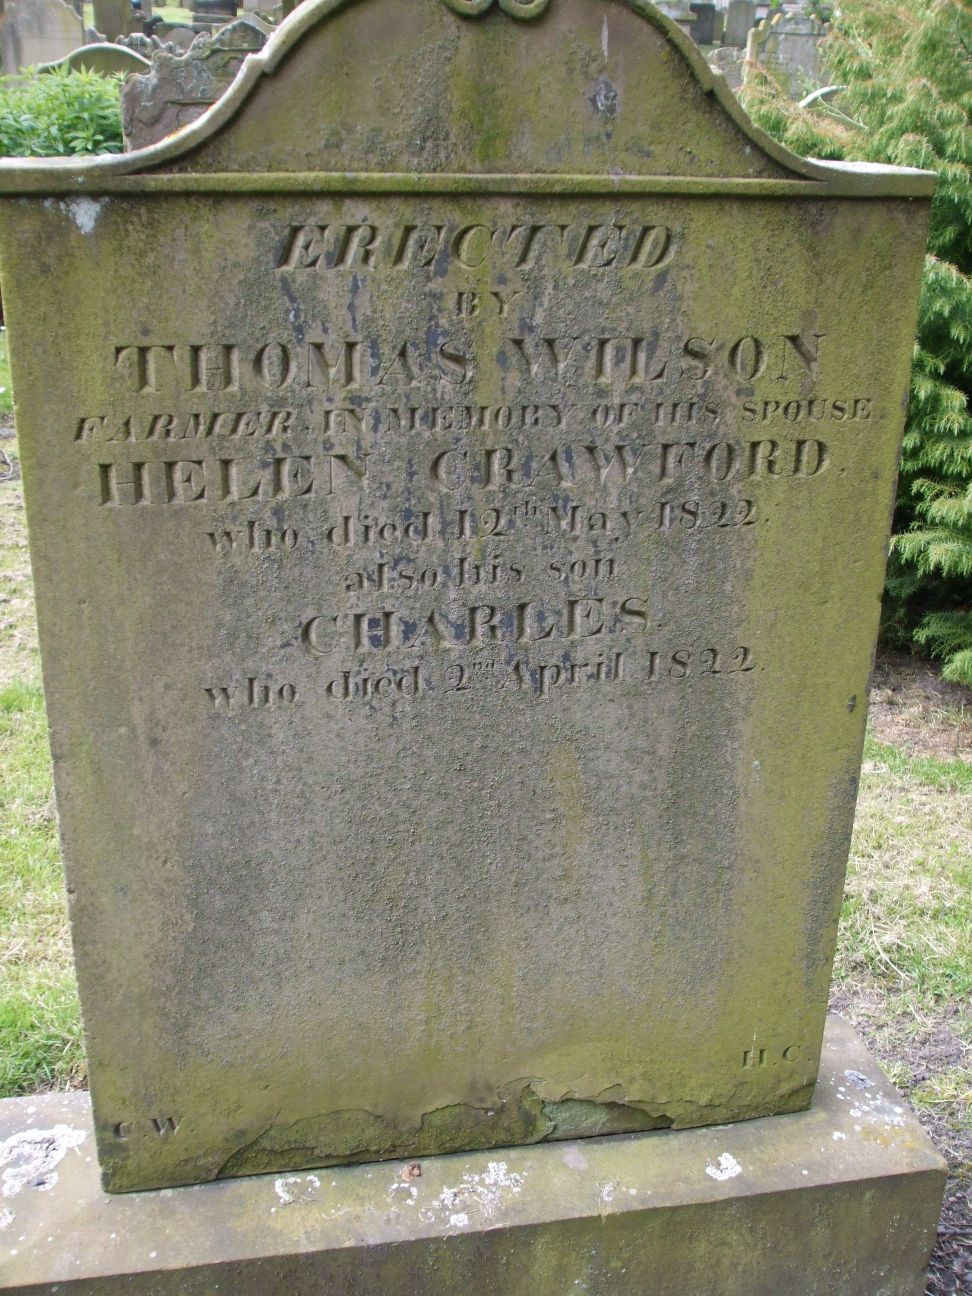 ERECTED
BY
THOMAS WILSON
FARMER IN MEMORY OF HIS SPOUSE
HELEN CRAWFORD.
who died 12th May 1822.
also his son
CHARLES.
who died 2nd April 1822.
H. C.
C. W